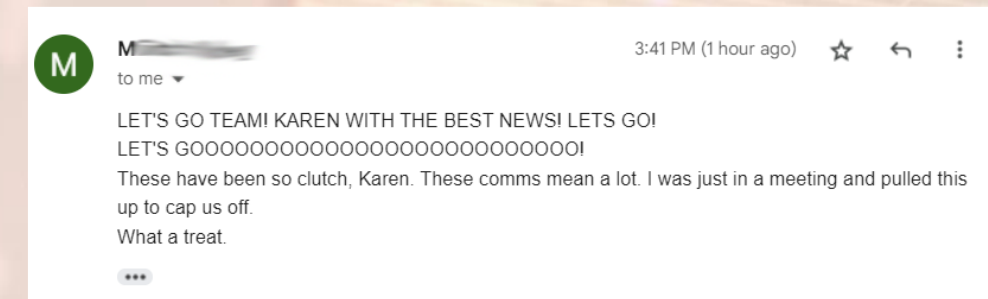 M
M
3:41 PM (1 hour ago)
to me
LET'S GO TEAM! KAREN WITH THE BEST NEWS! LETS GO!
LET'S GOOOOOOOOOOOOOOOOOOOOOOOOOOO!
These have been so clutch, Karen. These comms mean a lot. I was just in a meeting and pulled this
up to cap us off.
What a treat.